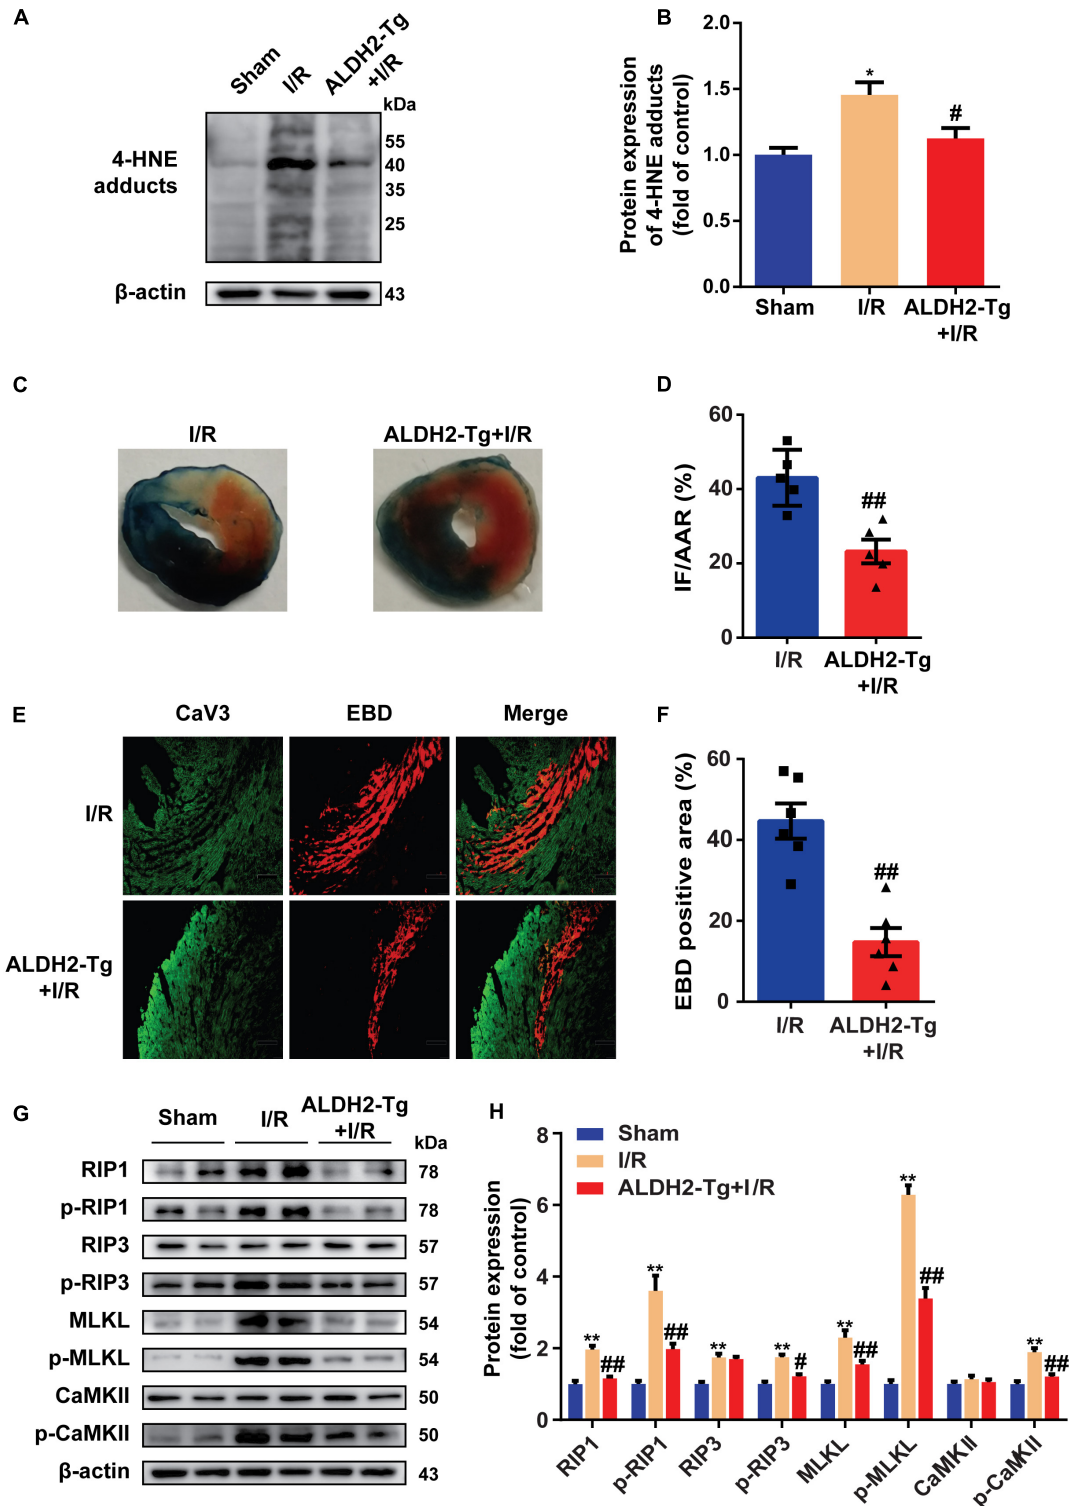 A
Sham
I/R
ALDH2-Tg
+I/R
kDa
4-HNE
adducts
55
40
35
25
β-actin
43
B
Protein expression
of 4-HNE adducts
(fold of control)
2.0
1.5
1.0
0.5
0.0
*
#
Sham
I/R
ALDH2-Tg
+I/R
C
I/R
ALDH2-Tg+I/R
D
IF/AAR (%)
60
40
20
0
##
I/R
ALDH2-Tg
+I/R
E
CaV3
EBD
Merge
I/R
ALDH2-Tg
+I/R
F
EBD positive area (%)
60
40
20
0
##
I/R
ALDH2-Tg
+I/R
G
Sham
I/R
ALDH2-Tg
+I/R
kDa
RIP1
78
p-RIP1
78
RIP3
57
p-RIP3
57
MLKL
54
p-MLKL
54
CaMKII
50
p-CaMKII
50
β-actin
43
H
Protein expression
(fold of control)
8
6
4
2
0
Sham
I/R
ALDH2-Tg+I/R
**
##
**
##
**
**
#
**
##
**
##
**
##
RIP1
p-RIP1
RIP3
p-RIP3
MLKL
p-MLKL
CaMKII
p-CaMKII